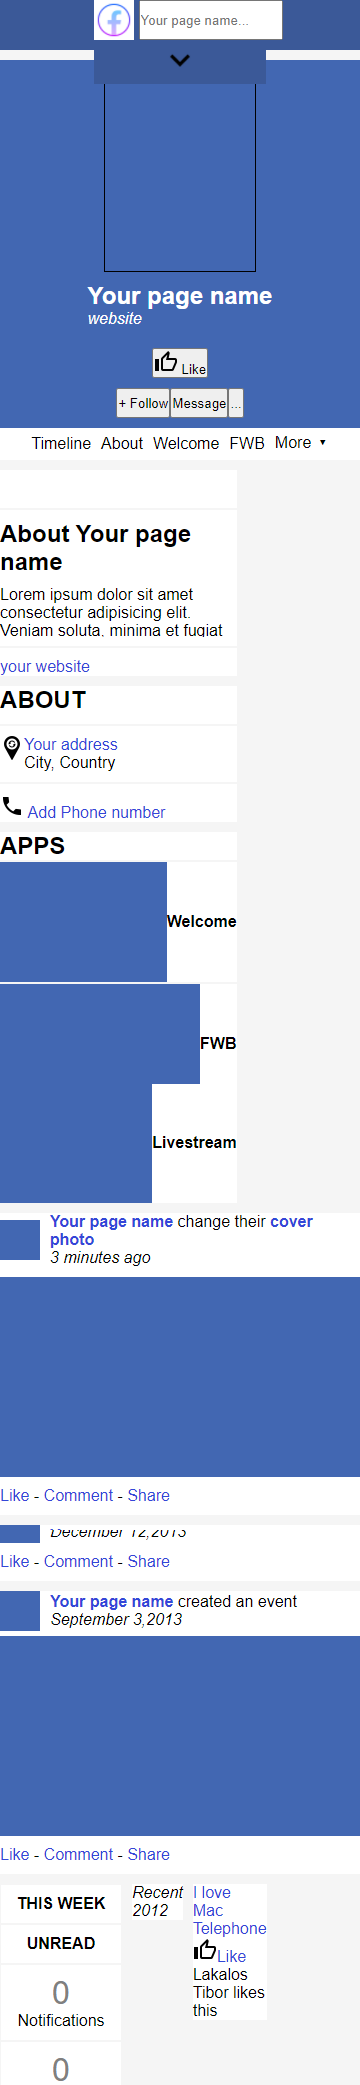 Your page name...
Your page name
website
Like
+ Follow Message ...
Timeline About Welcome FWB More ▼
About Your page
name
Lorem ipsum dolor sit amet
consectetur adipisicing elit.
Veniam soluta, minima et fugiat
your website
ABOUT
Your address
City, Country
Add Phone number
APPS
Welcome
FWB
Livestream
Your page name change their cover
photo
3 minutes ago
Like - Comment - Share
December 12,2013
Like - Comment - Share
Your page name created an event
September 3,2013
Like - Comment - Share
THIS WEEK
UNREAD
0
Notifications
0
Recent
2012
I love
Mac
Telephone
Like
Lakalos
Tibor likes
this